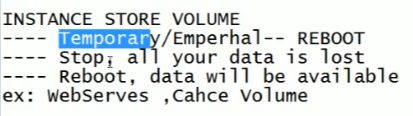 INSTANCE STORE VOLUME
---- Temporary/Emperhal-- REBOOT
---- Stop, all your data is lost
---- Reboot, data will be available
ex: WebServes ,Cahce Volume